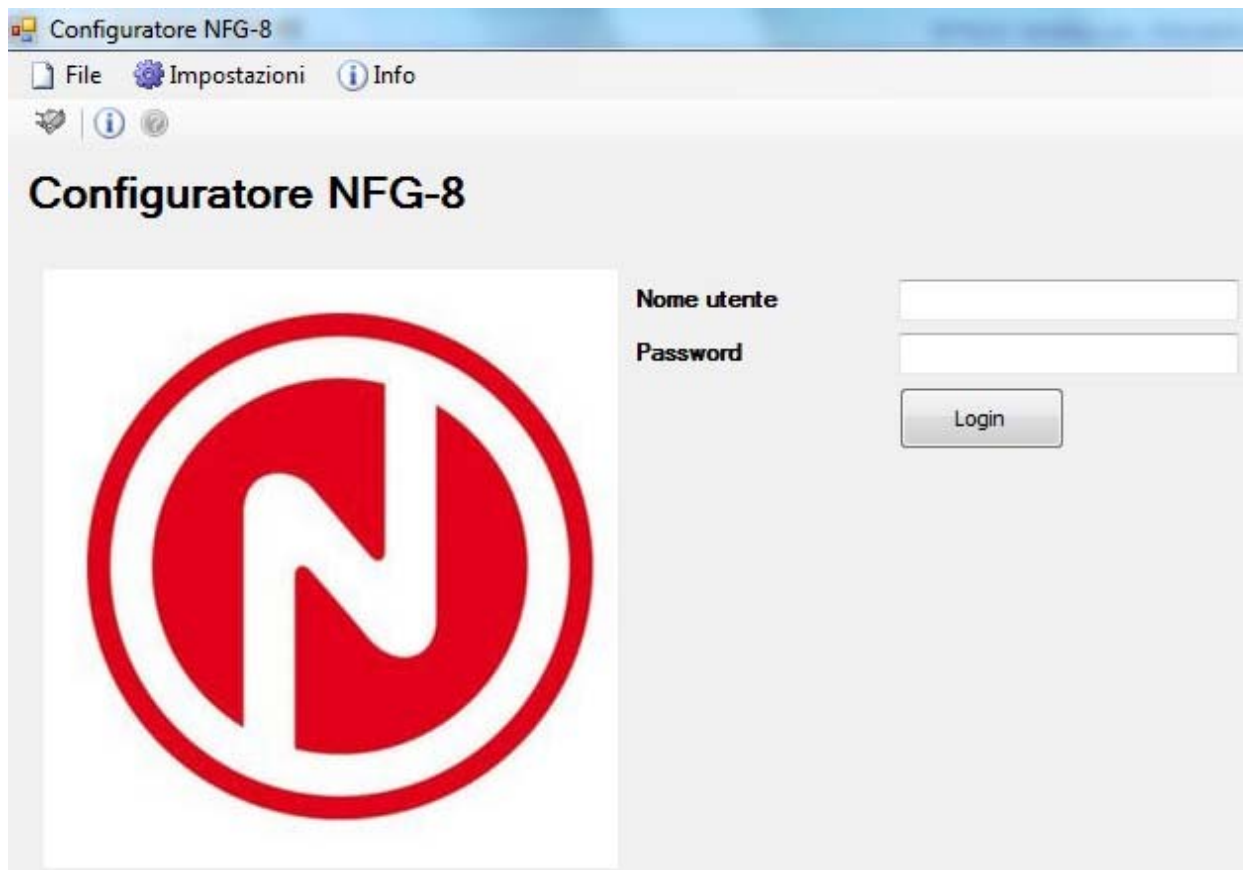 Configuratore NFG-8
File Impostazioni Info
Configuratore NFG-8
Nome utente
Password
Login